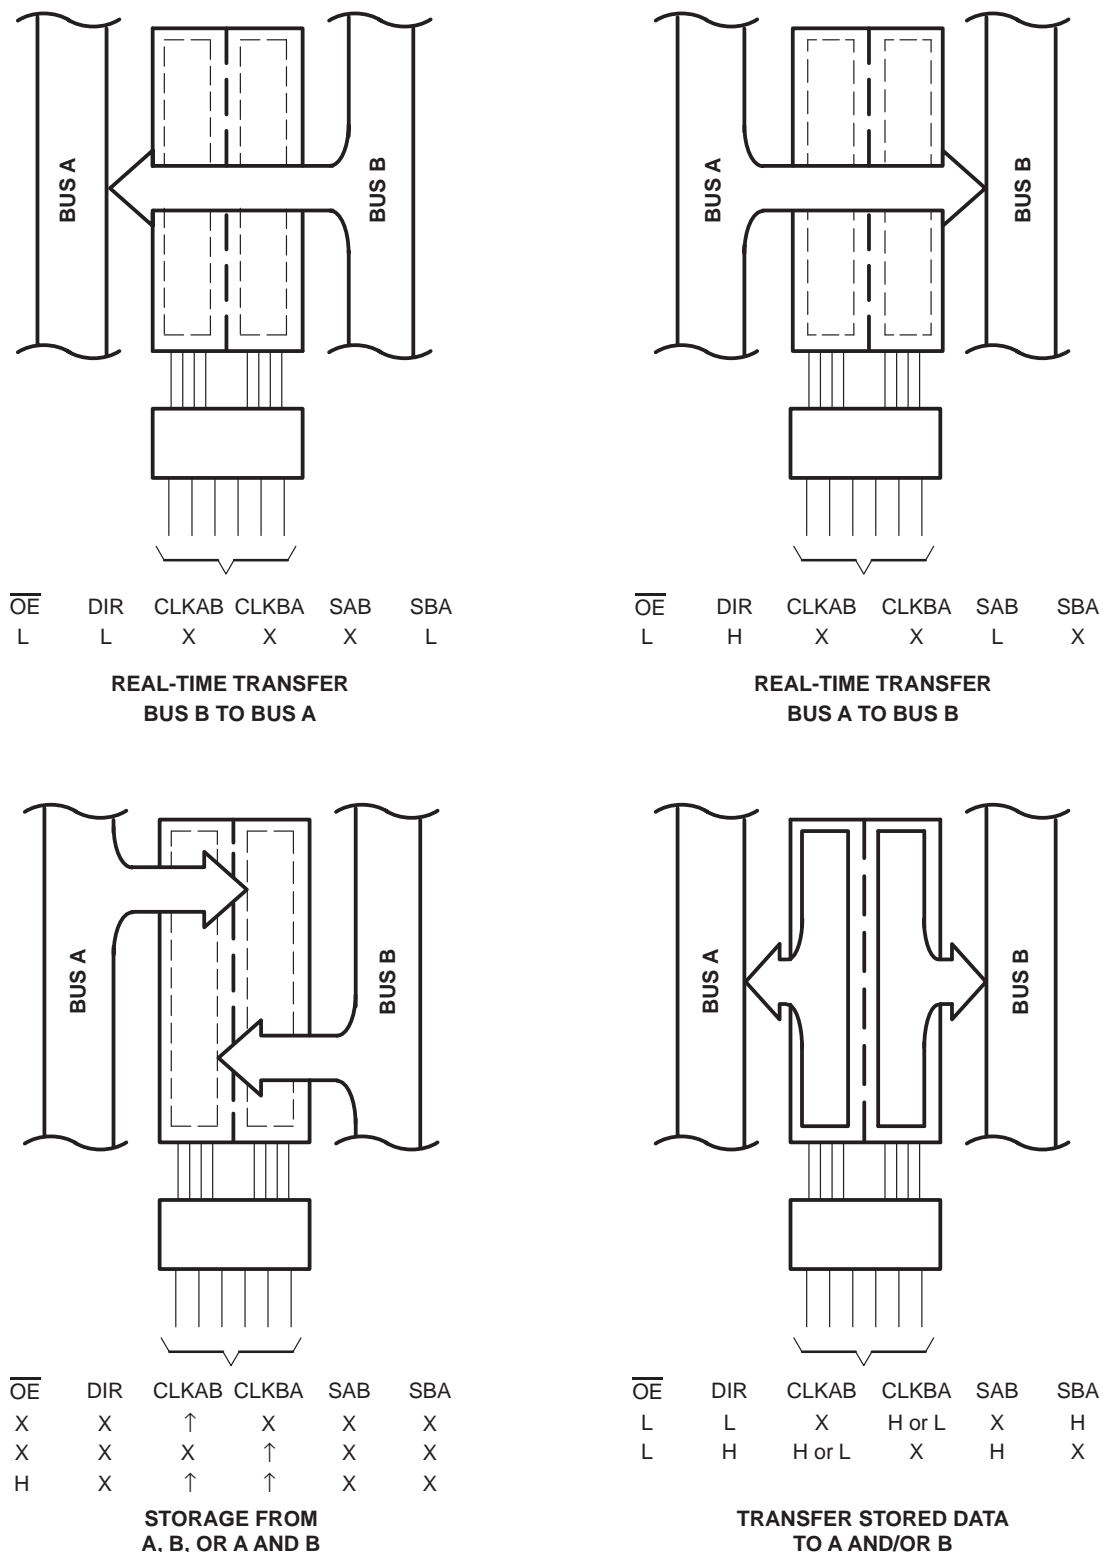 BUS A
BUS B
OE DIR CLKAB CLKBA SAB SBA
L L X X X L
REAL-TIME TRANSFER
BUS B TO BUS A
BUS A
BUS B
OE DIR CLKAB CLKBA SAB SBA
L H X X L X
REAL-TIME TRANSFER
BUS A TO BUS B
BUS A
BUS B
OE DIR CLKAB CLKBA SAB SBA
X X ↑ X X X
X X X ↑ X X
H X ↑ ↑ X X
STORAGE FROM
A, B, OR A AND B
BUS A
BUS B
OE DIR CLKAB CLKBA SAB SBA
L L X H or L X H
L H H or L X H X
TRANSFER STORED DATA
TO A AND/OR B